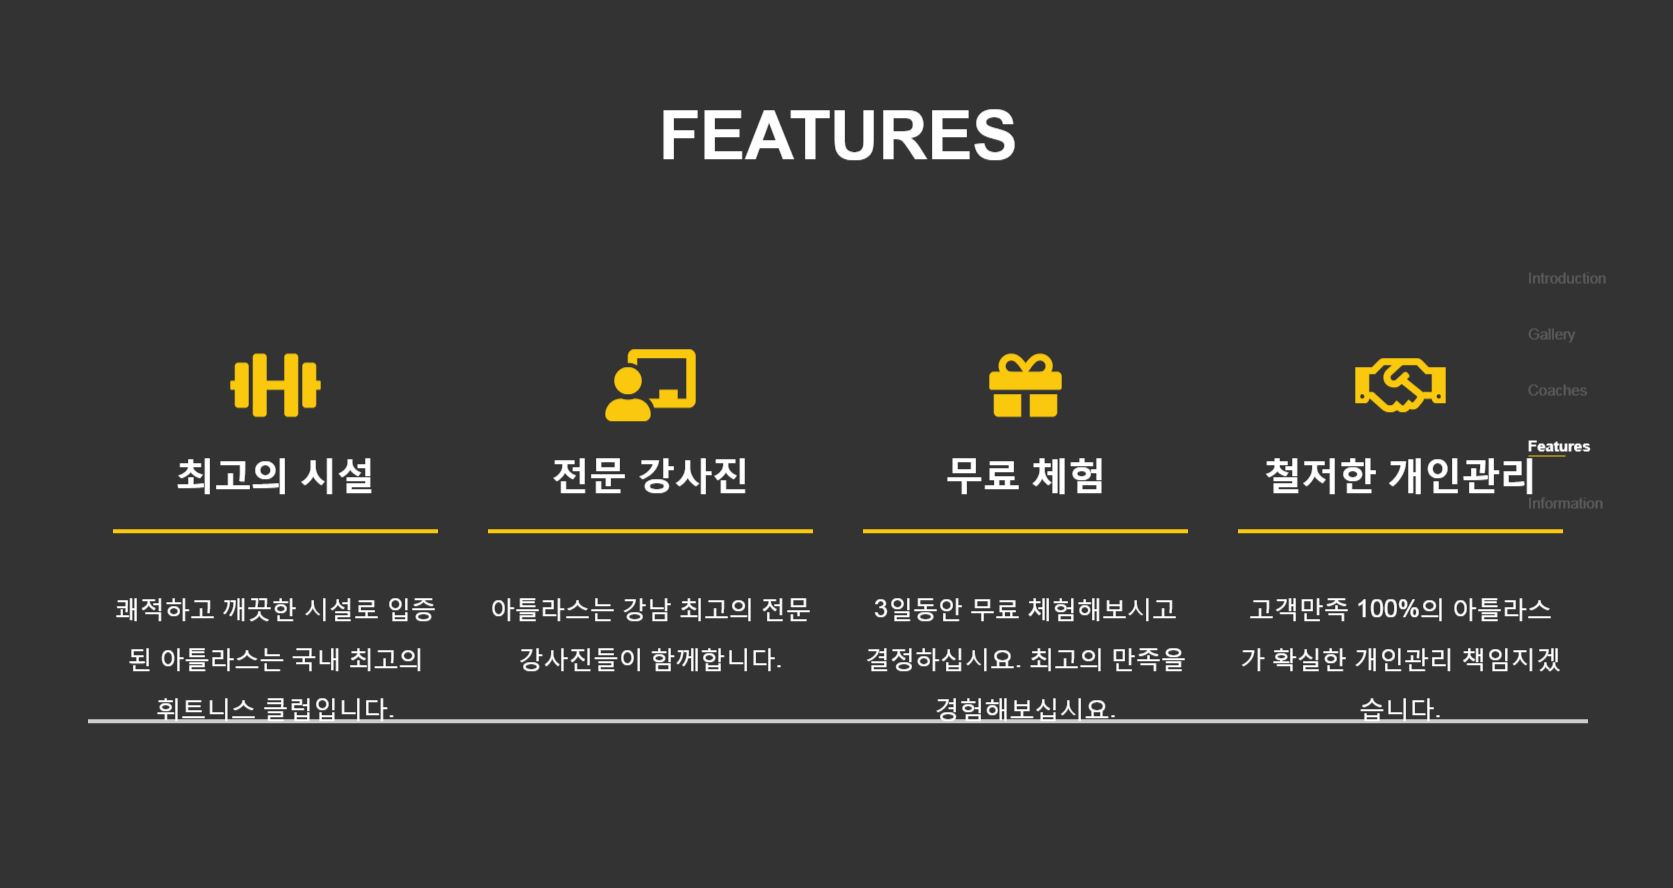 FEATURES
Introduction
Gallery
Coaches
Features
Information
최고의 시설
쾌적하고 깨끗한 시설로 입증
된 아틀라스는 국내 최고의
휘트니스 클럽입니다.
전문 강사진
아틀라스는 강남 최고의 전문
강사진들이 함께합니다.
무료 체험
3일동안 무료 체험해보시고
결정하십시요. 최고의 만족을
경험해보십시요.
철저한 개인관리
고객만족 100%의 아틀라스
가 확실한 개인관리 책임지겠
습니다.